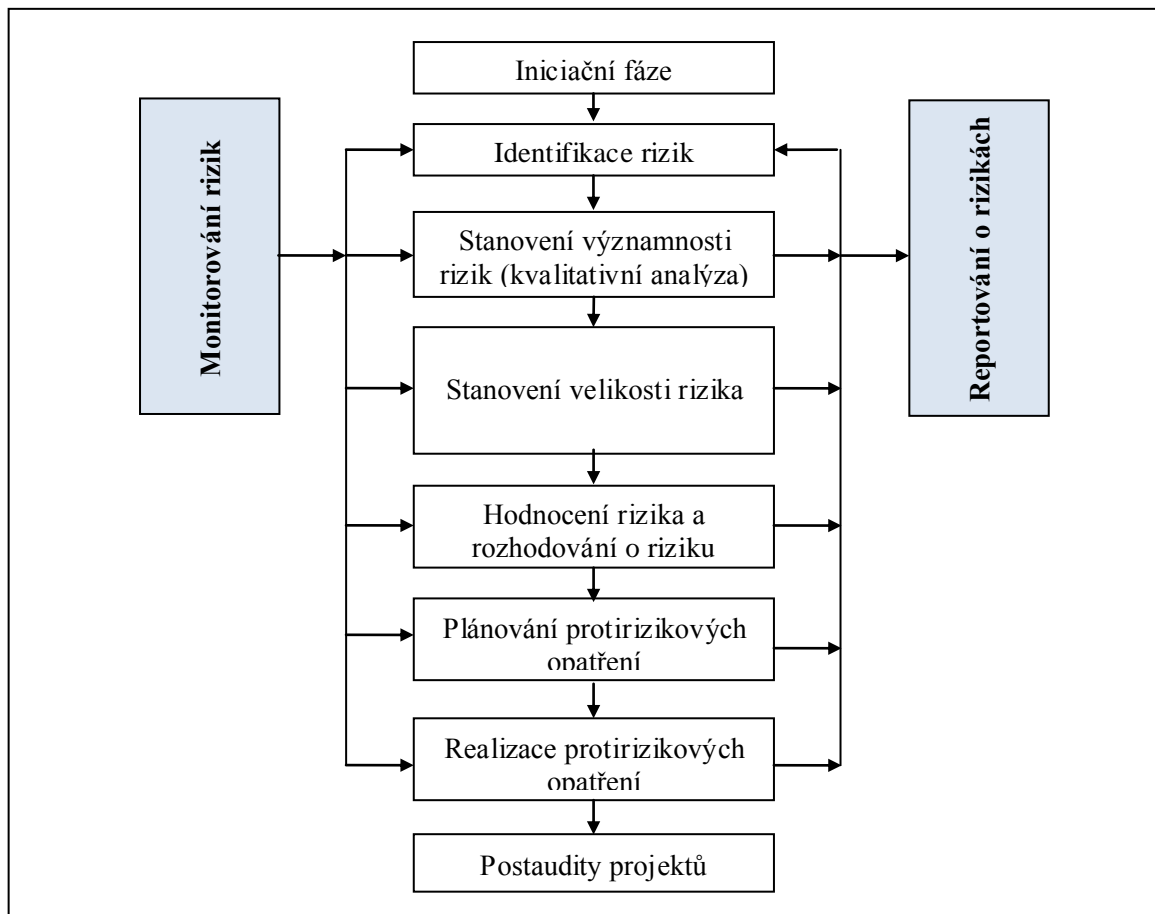 Iniciační fáze
Identifikace rizik
Stanovení významnosti
rizik (kvalitativní analýza)
Stanovení velikosti rizika
Hodnocení rizika a
rozhodování o riziku
Plánování protirizikových
opatření
Realizace protirizikových
opatření
Postaudity projektů
Monitorování rizik
Reportování o rizikách